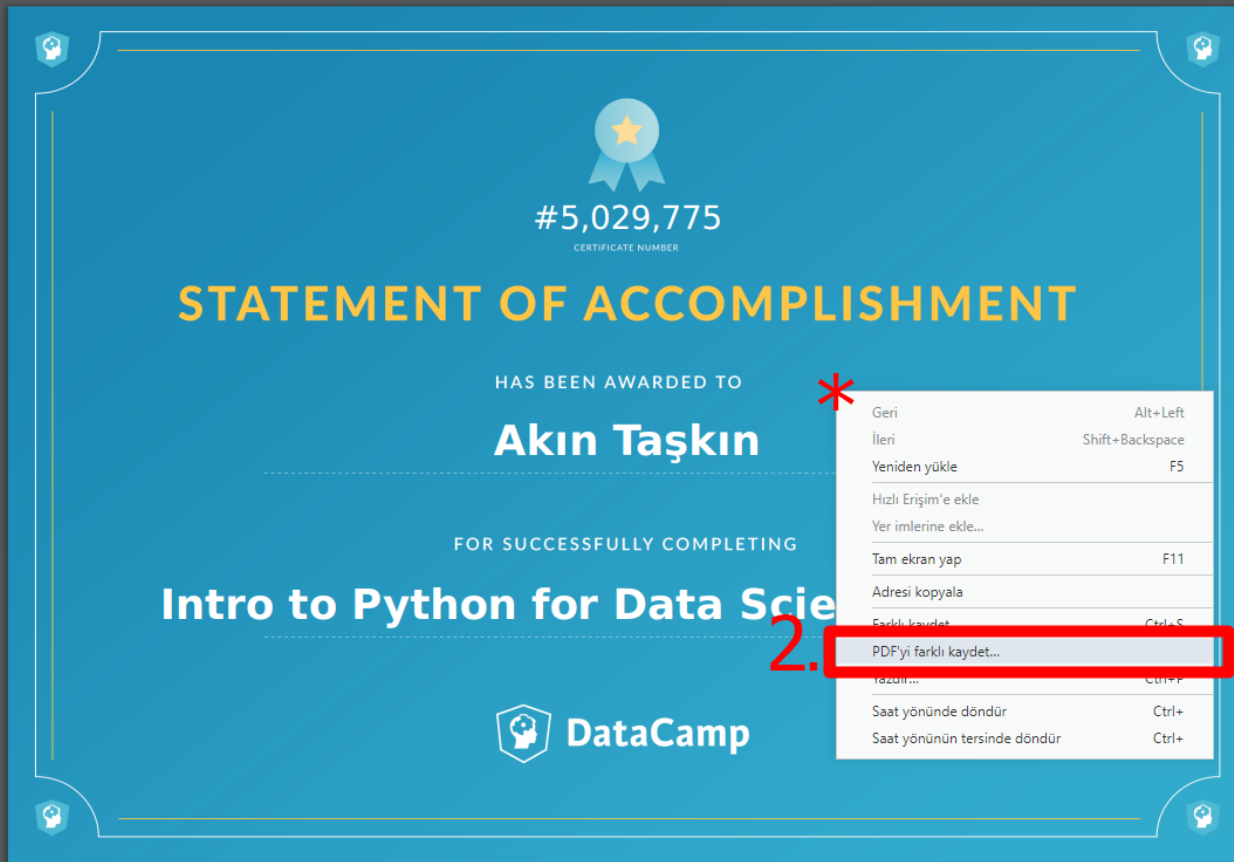 #5,029,775
CERTIFICATE NUMBER
STATEMENT OF ACCOMPLISHMENT
HAS BEEN AWARDED TO
Akın Taşkın
FOR SUCCESSFULLY COMPLETING
Intro to Python for Data Scie
DataCamp
*
Geri Alt+Left
İleri Shift+Backspace
Yeniden yükle F5
Hızlı Erişim'e ekle
Yer imlerine ekle...
Tam ekran yap F11
Adresi kopyala
Farklı kaydet Ctrl+S
2.
PDF'yi farklı kaydet...
Yazdır... Ctrl+P
Saat yönünde döndür Ctrl+
Saat yönünün tersinde döndür Ctrl+